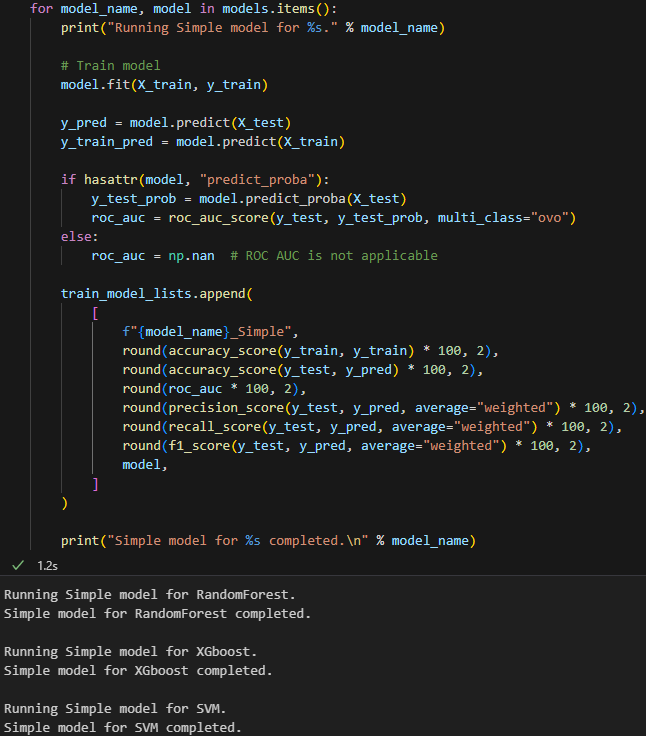 for model_name, model in models.items():
print("Running Simple model for %s." % model_name)
# Train model
model.fit(X_train, y_train)
y_pred = model.predict(X_test)
y_train_pred = model.predict(X_train)
if hasattr(model, "predict_proba"):
y_test_prob = model.predict_proba(X_test)
roc_auc = roc_auc_score(y_test, y_test_prob, multi_class="ovo")
else:
roc_auc = np.nan  # ROC AUC is not applicable
train_model_lists.append(
[
f"{model_name}_Simple",
round(accuracy_score(y_train, y_train) * 100, 2),
round(accuracy_score(y_test, y_pred) * 100, 2),
round(roc_auc * 100, 2),
round(precision_score(y_test, y_pred, average="weighted") * 100, 2),
round(recall_score(y_test, y_pred, average="weighted") * 100, 2),
round(f1_score(y_test, y_pred, average="weighted") * 100, 2),
model,
]
)
print("Simple model for %s completed.\n" % model_name)
1.2s
Running Simple model for RandomForest.
Simple model for RandomForest completed.
Running Simple model for XGboost.
Simple model for XGboost completed.
Running Simple model for SVM.
Simple model for SVM completed.